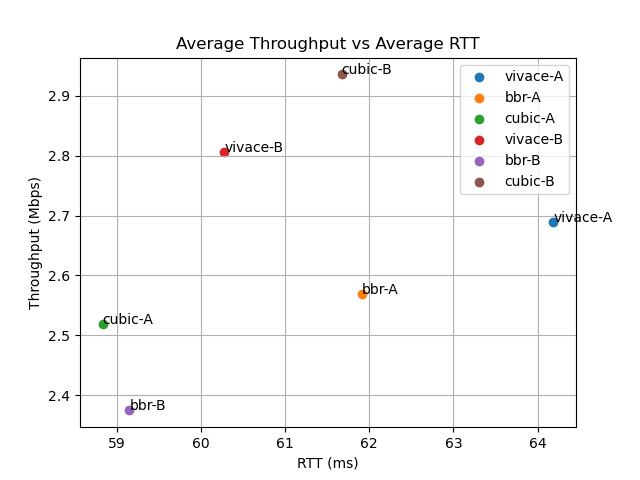 Average Throughput vs Average RTT
Throughput (Mbps)
2.9
2.8
2.7
2.6
2.5
2.4
cubic-B
vivace-B
vivace-A
bbr-A
cubic-A
bbr-B
vivace-A
bbr-A
cubic-A
vivace-B
bbr-B
cubic-B
59 60 61 62 63 64
RTT (ms)